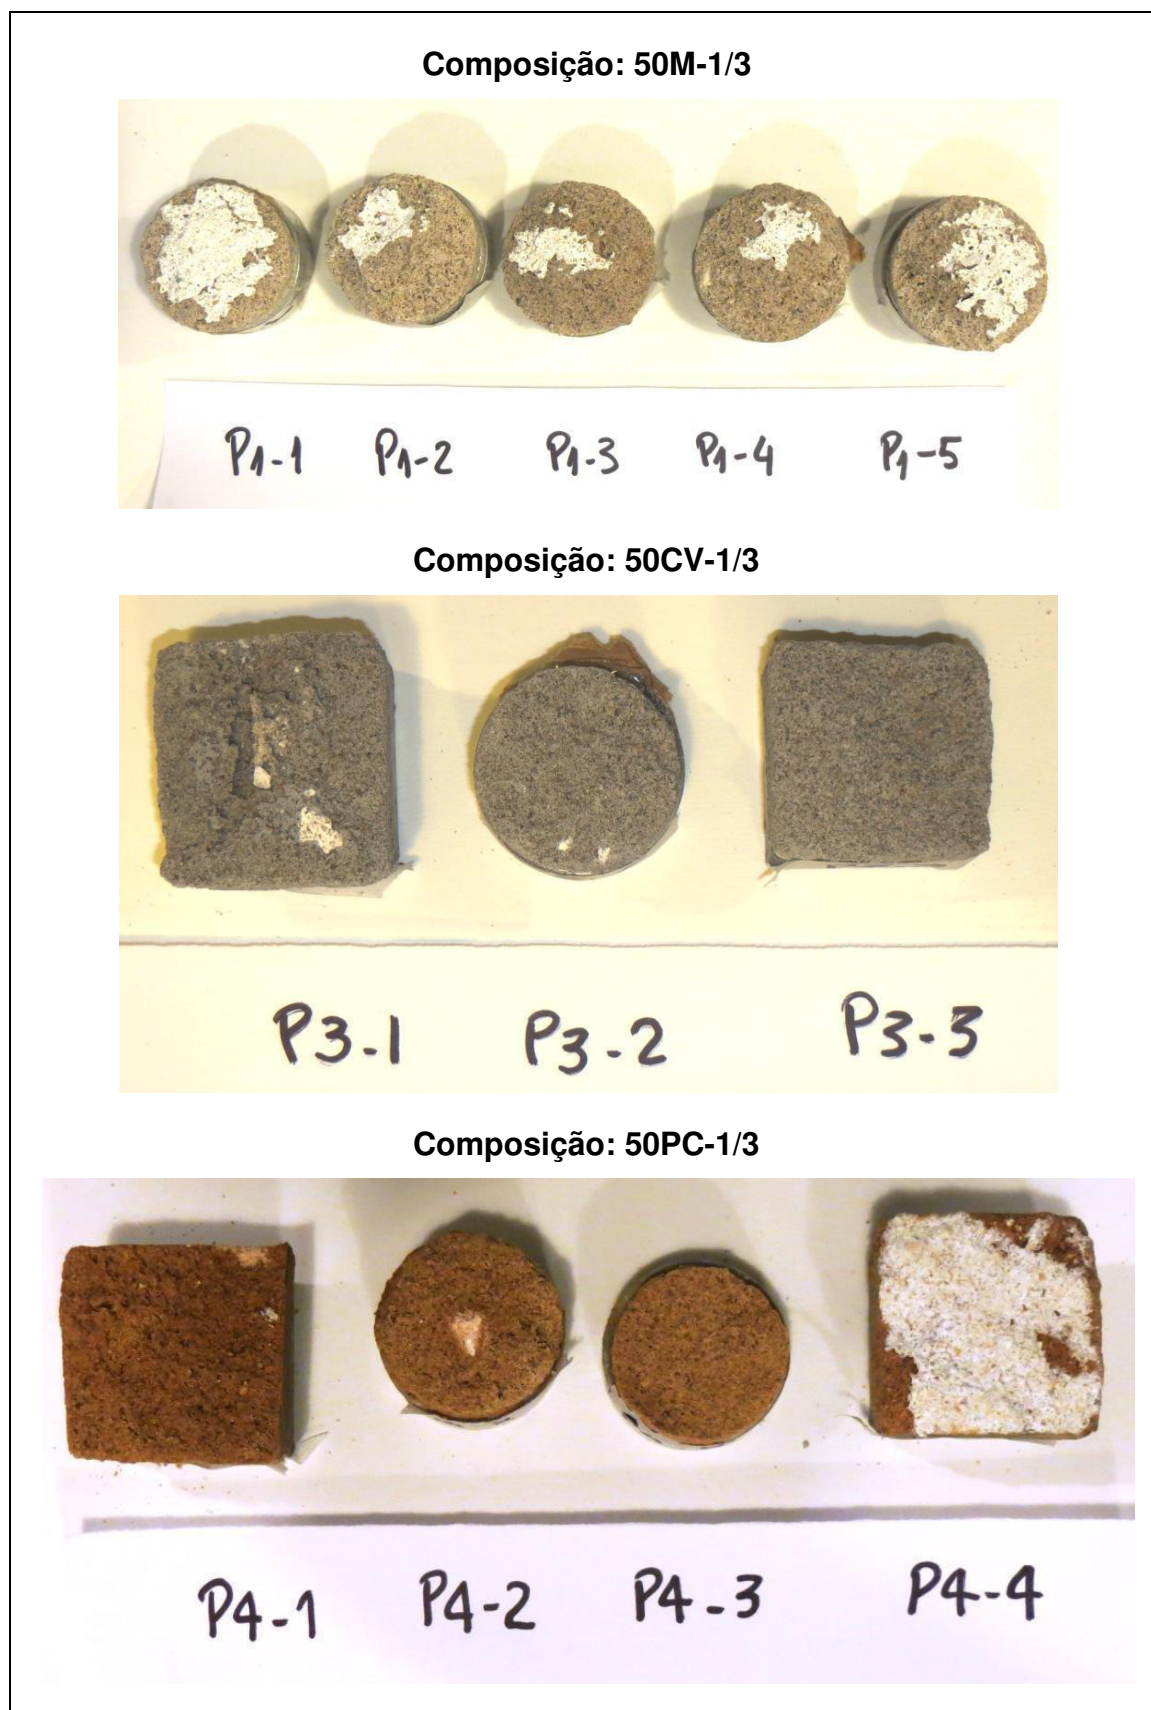 Composição: 50M-1/3
P1-1 P1-2 P1-3 P1-4 P1-5
Composição: 50CV-1/3
P3-1 P3-2 P3-3
Composição: 50PC-1/3
P4-1 P4-2 P4-3 P4-4